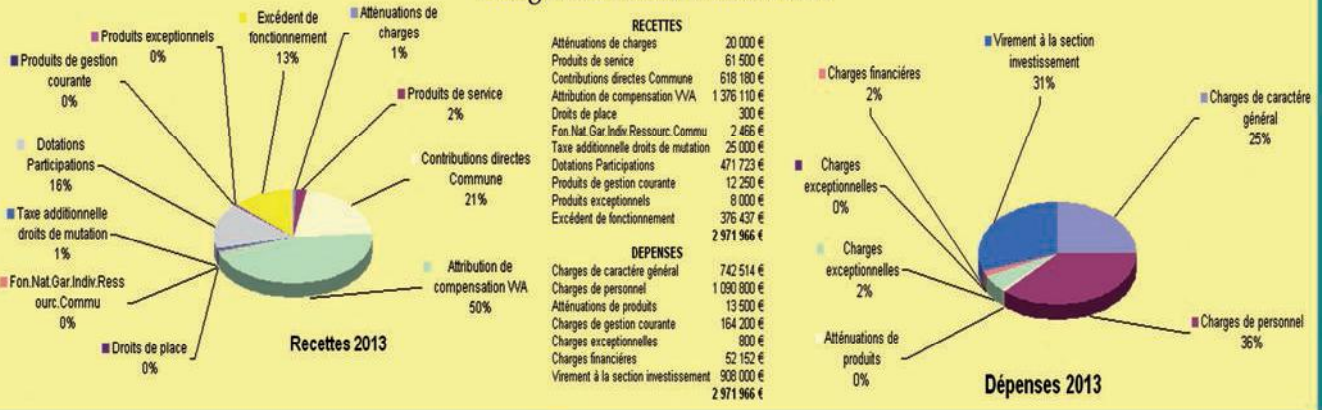 Excédent de
fonctionnement
13%
Atténuations de
charges
1%
Produits exceptionnels
0%
Produits de gestion
courante
0%
Produits de service
2%
Dotations
Participations
16%
Contributions directes
Commune
21%
Taxe additionnelle
droits de mutation
1%
Attribution de
compensation VVA
50%
Fon.Nat.Gar.Indiv.Ress
ourc.Commu
0%
Droits de place
0%
Recettes 2013
RECETTES
Atténuations de charges 20 000 €
Produits de service 61 500 €
Contributions directes Commune 618 180 €
Attribution de compensation VVA 1 376 110 €
Droits de place 300 €
Fon.Nat.Gar.Indiv.Ressourc.Commu 2 466 €
Taxe additionnelle droits de mutation 25 000 €
Dotations Participations 471 723 €
Produits de gestion courante 12 250 €
Produits exceptionnels 8 000 €
Excédent de fonctionnement 376 437 €
2 971 966 €
DEPENSES
Charges de caractére général 742 514 €
Charges de personnel 1 090 800 €
Atténuations de produits 13 500 €
Charges de gestion courante 164 200 €
Charges exceptionnelles 800 €
Charges financiéres 52 152 €
Virement à la section investissement 908 000 €
2 971 966 €
Virement à la section
investissement
31%
Charges financiéres
2%
Charges de caractére
général
25%
Charges
exceptionnelles
0%
Charges
exceptionnelles
2%
Atténuations de
produits
0%
Charges de personnel
36%
Dépenses 2013